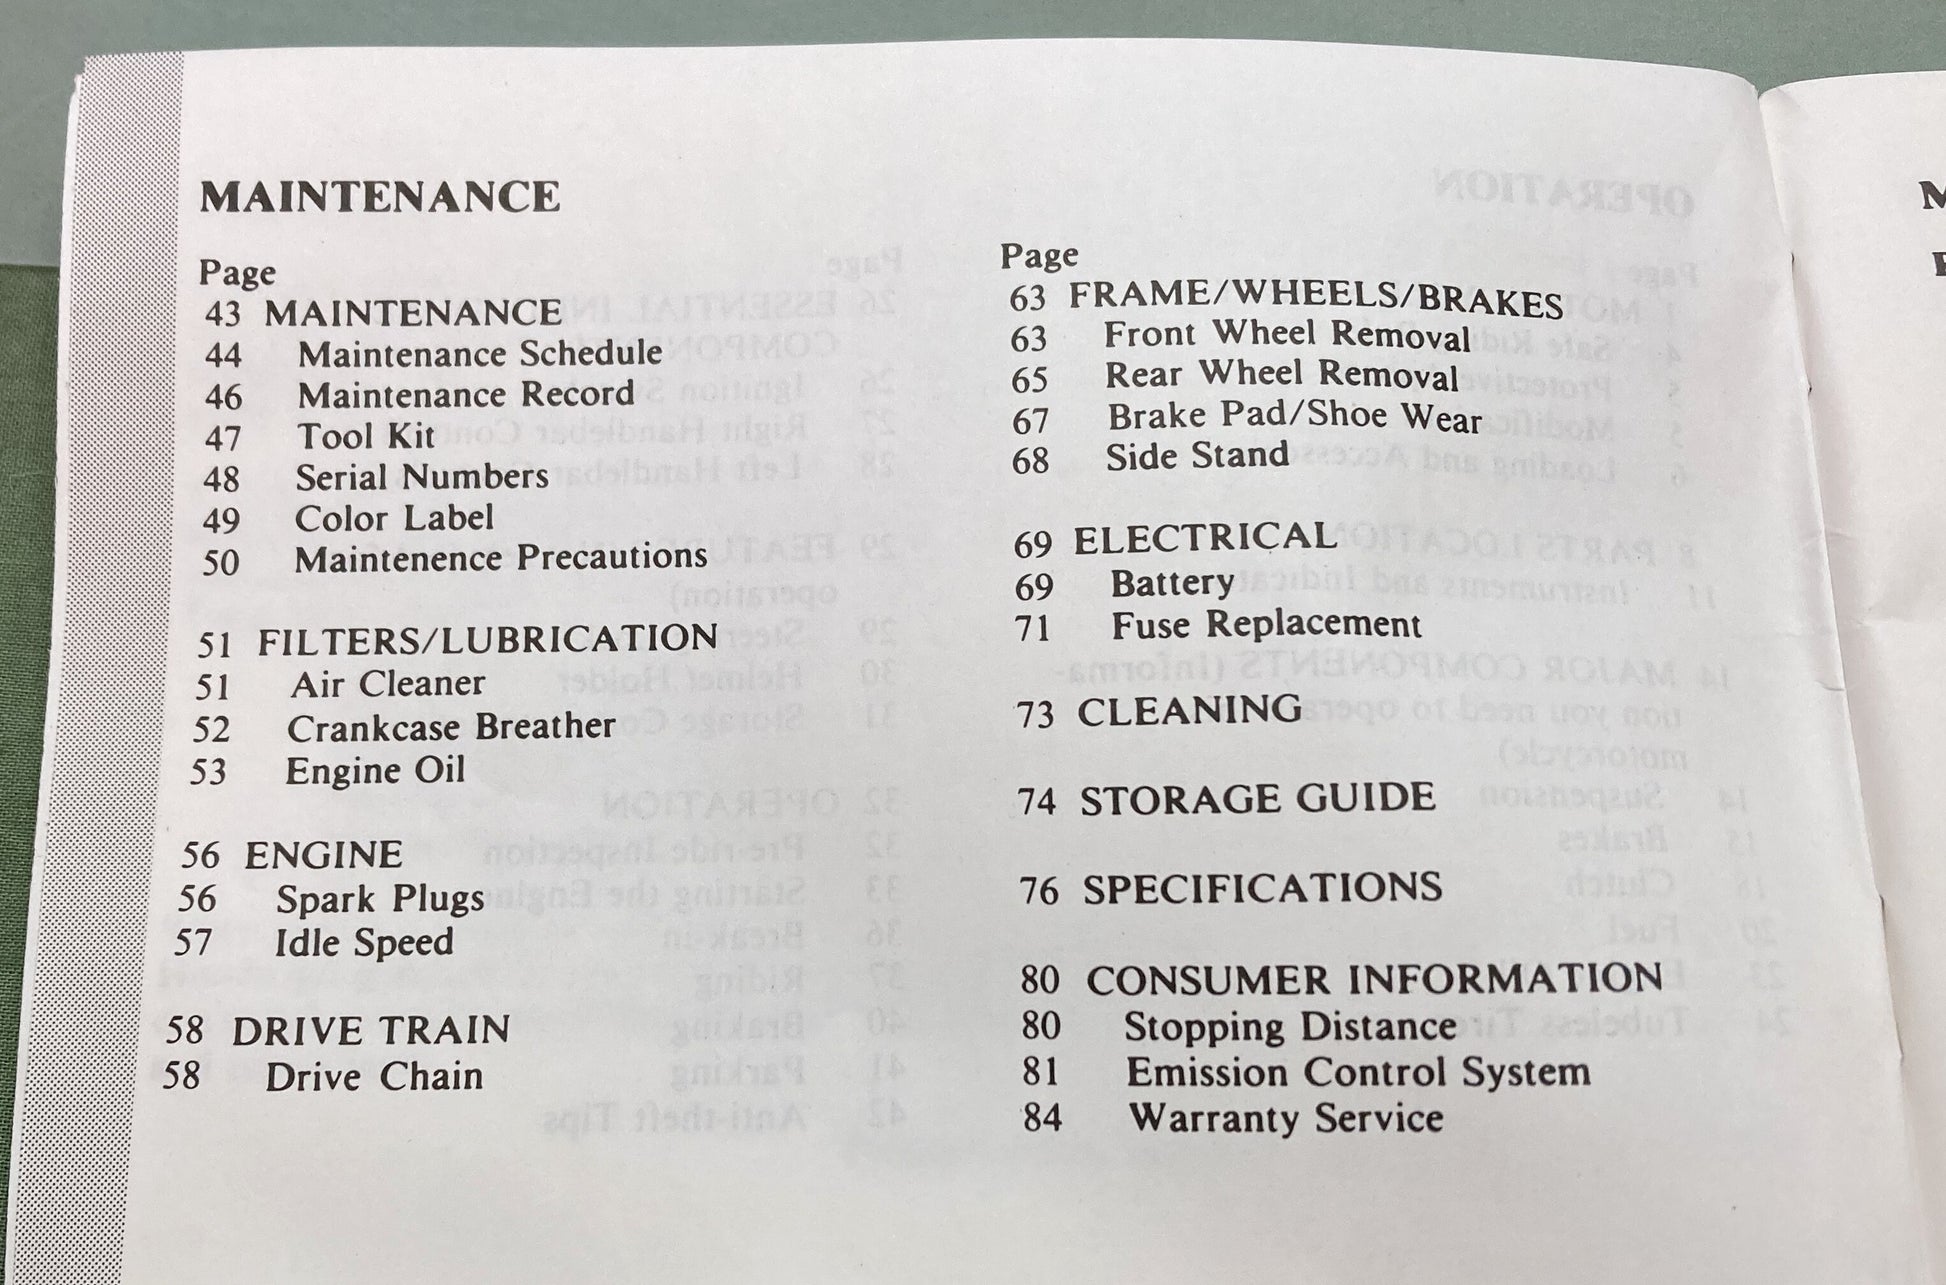 MAINTENANCE
Page
43 MAINTENANCE
44 Maintenance Schedule
46 Maintenance Record
47 Tool Kit
48 Serial Numbers
49 Color Label
50 Maintenence Precautions
51 FILTERS/LUBRICATION
51 Air Cleaner
52 Crankcase Breather
53 Engine Oil
56 ENGINE
56 Spark Plugs
57 Idle Speed
58 DRIVE TRAIN
58 Drive Chain
Page
63 FRAME/WHEELS/BRAKES
63 Front Wheel Removal
65 Rear Wheel Removal
67 Brake Pad/Shoe Wear
68 Side Stand
69 ELECTRICAL
69 Battery
71 Fuse Replacement
73 CLEANING
74 STORAGE GUIDE
76 SPECIFICATIONS
80 CONSUMER INFORMATION
80 Stopping Distance
81 Emission Control System
84 Warranty Service